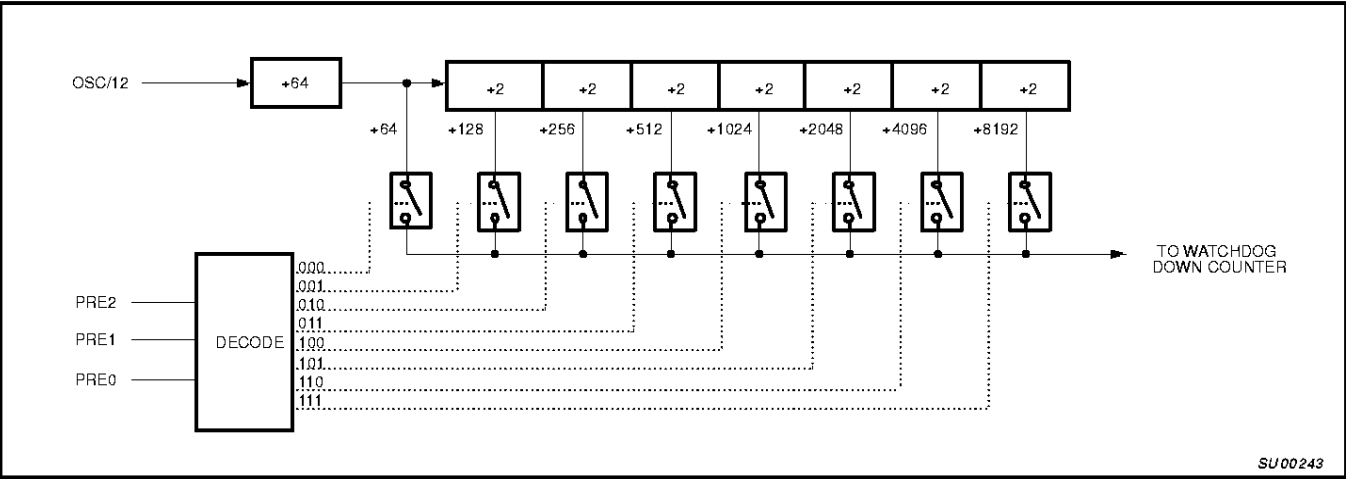 OSC/12
+64
+2 +2 +2 +2 +2 +2 +2
+64 +128 +256 +512 +1024 +2048 +4096 +8192
TO WATCHDOG
DOWN COUNTER
000
001
010
011
100
101
110
111
PRE2
PRE1
PRE0
DECODE
SU00243